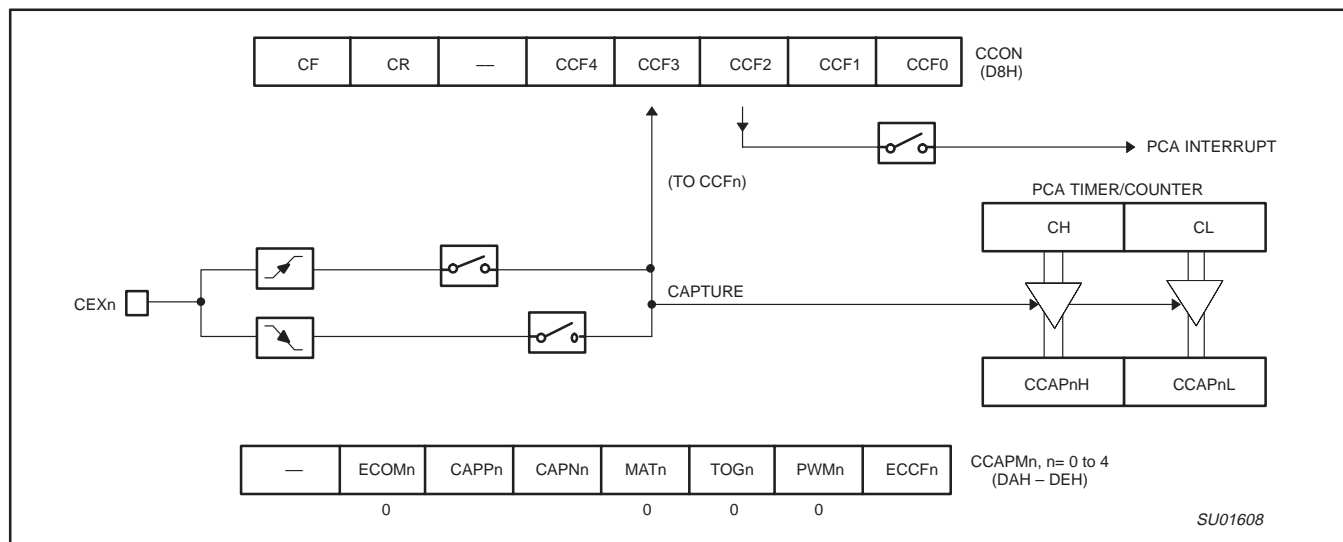 CF CR — CCF4 CCF3 CCF2 CCF1 CCF0
CCON
(D8H)
PCA INTERRUPT
(TO CCFn)
PCA TIMER/COUNTER
CH CL
CEXn
CAPTURE
CCAPnH CCAPnL
— ECOMn CAPPn CAPNn MATn TOGn PWMn ECCFn
CCAPMn, n= 0 to 4
(DAH – DEH)
0 0 0 0
SU01608